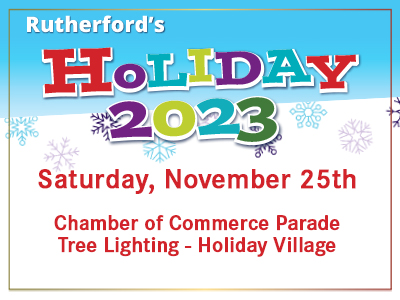 Rutherford's
HOLIDAY
2023
Saturday, November 25th
Chamber of Commerce Parade
Tree Lighting - Holiday Village